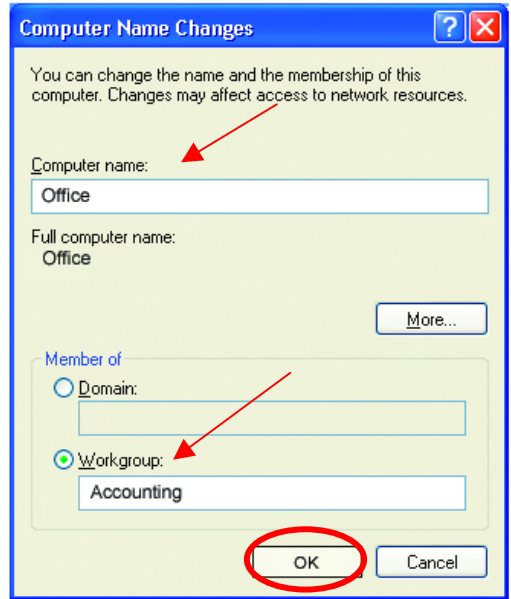 Computer Name Changes
You can change the name and the membership of this
computer. Changes may affect access to network resources.
Computer name:
Office
Full computer name:
Office
More...
Member of
Domain:
Workgroup:
Accounting
OK
Cancel